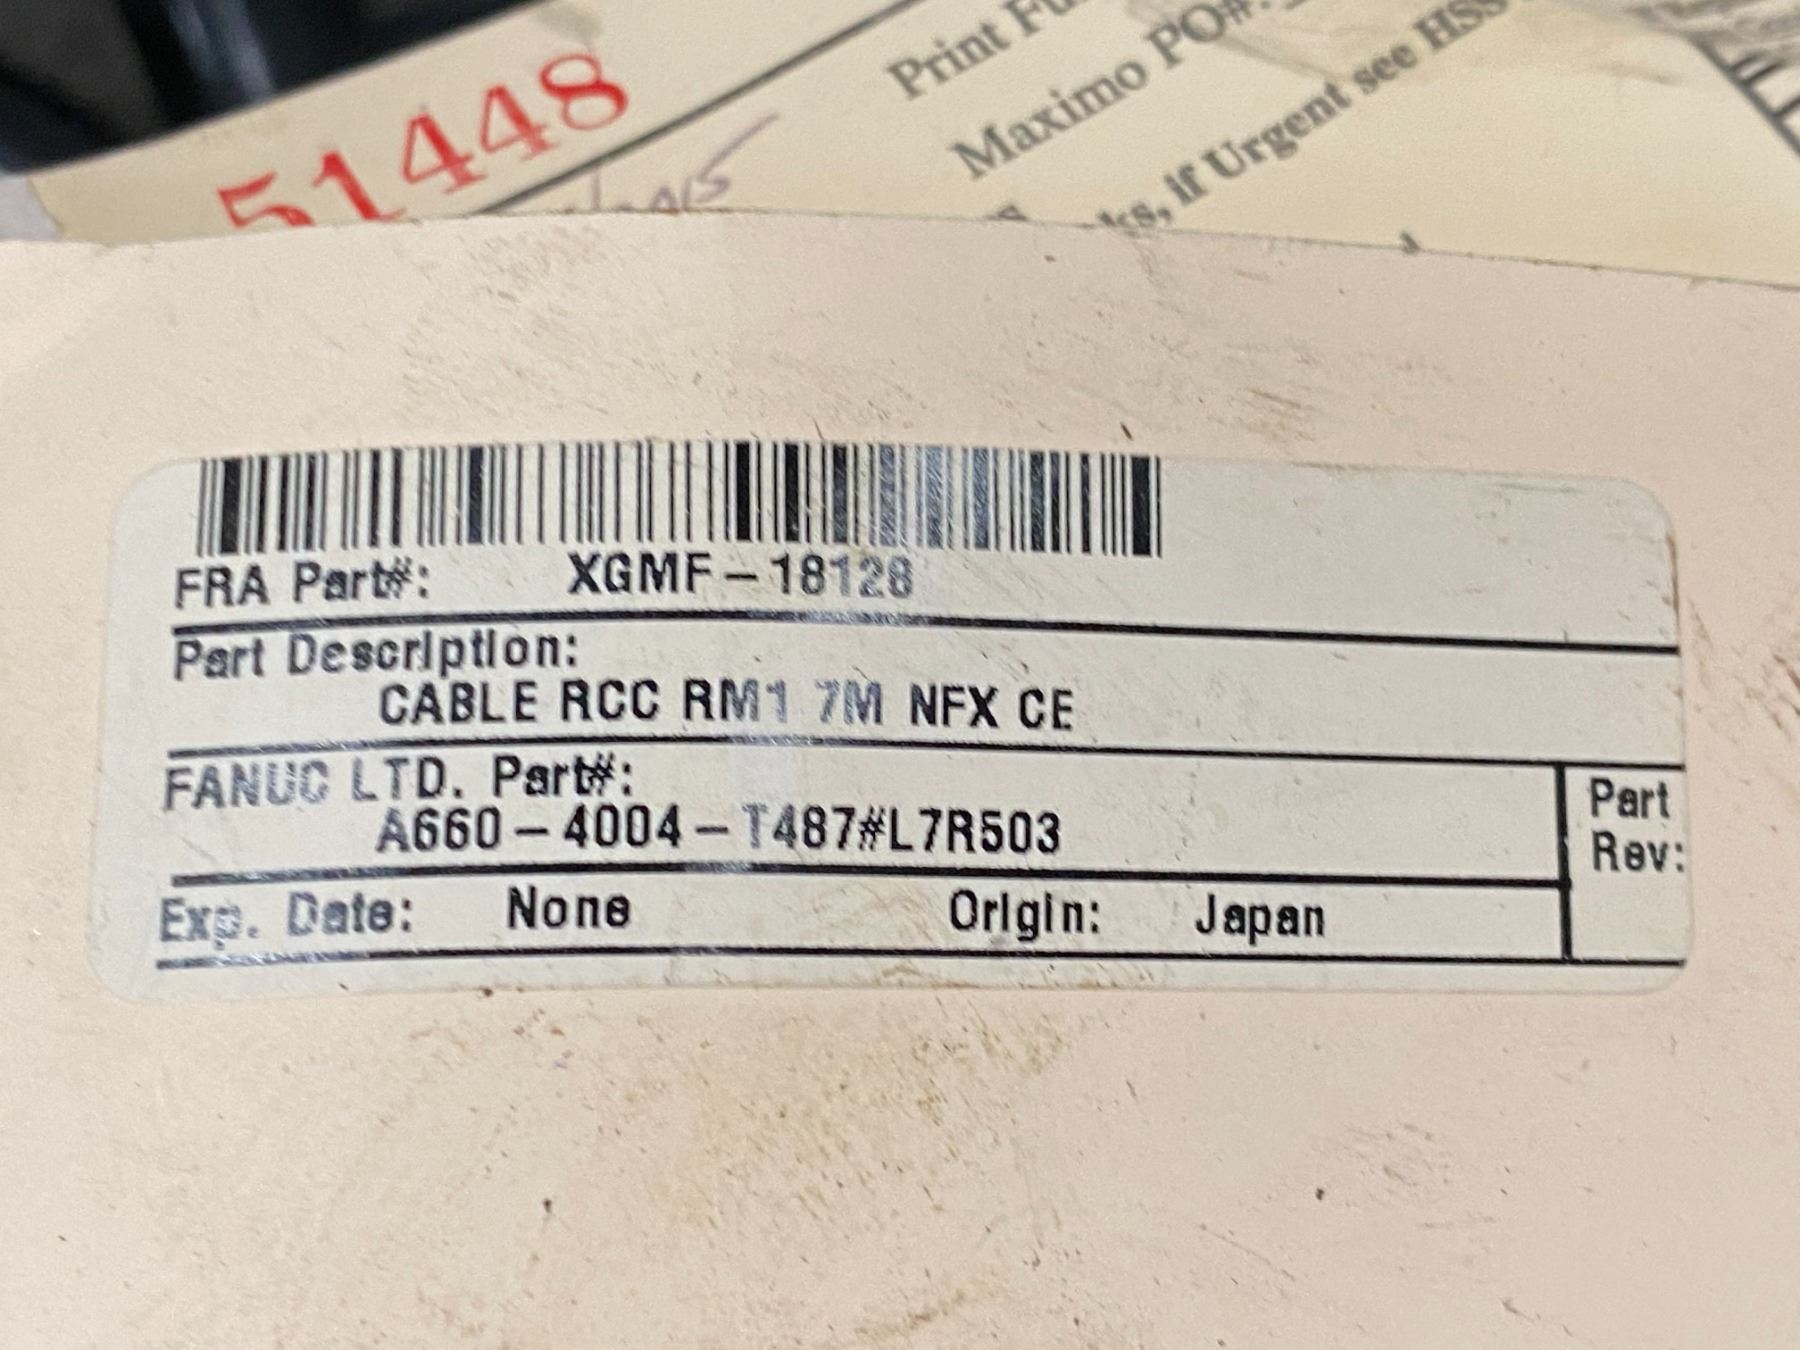 51448
Print
Maximo PO#:
if Urgent see HSS
FRA Part#: XGMF-18128
Part Description:
CABLE RCC RM1 7M NFX CE
FANUC LTD. Part#:
A660-4004-T487#L7R503
Part
Rev:
Exp. Date: None Origin: Japan